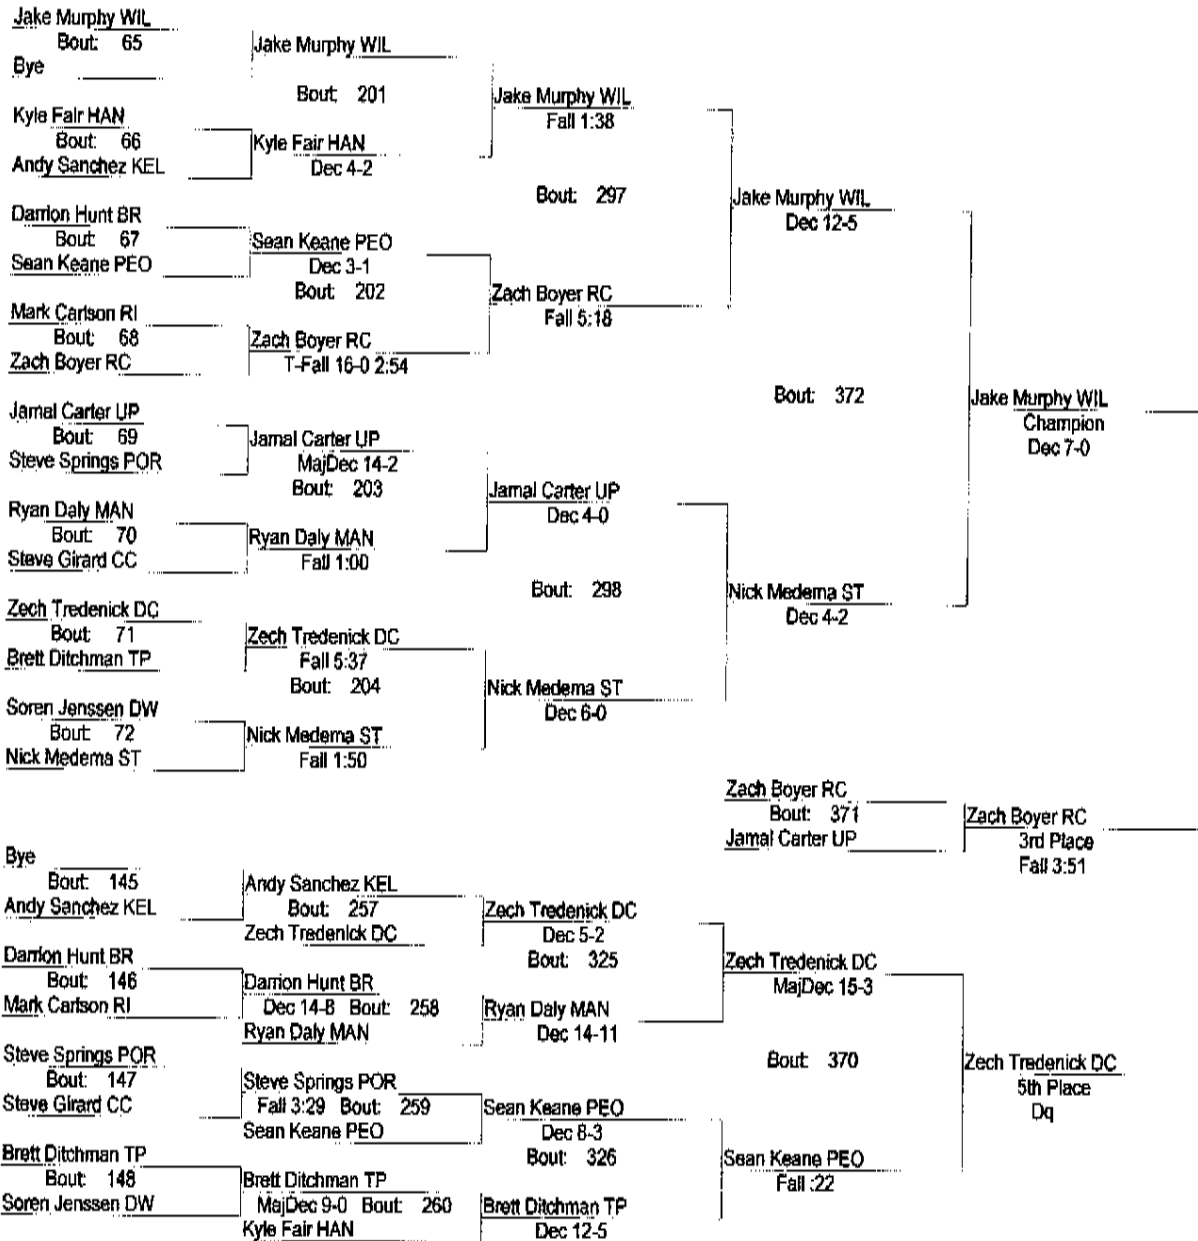 Jake Murphy WIL
Bout: 65
Bye
Jake Murphy WIL
Bout: 201
Kyle Fair HAN
Bout: 66
Andy Sanchez KEL
Kyle Fair HAN
Dec 4-2
Jake Murphy WIL
Fall 1:38
Bout: 297
Darrion Hunt BR
Bout: 67
Sean Keane PEO
Sean Keane PEO
Dec 3-1
Bout: 202
Mark Carlson RI
Bout: 68
Zach Boyer RC
Zach Boyer RC
T-Fall 16-0 2:54
Zach Boyer RC
Fall 5:18
Jake Murphy WIL
Dec 12-5
Bout: 372
Jamal Carter UP
Bout: 69
Steve Springs POR
Jamal Carter UP
MajDec 14-2
Bout: 203
Ryan Daly MAN
Bout: 70
Steve Girard CC
Ryan Daly MAN
Fall 1:00
Jamal Carter UP
Dec 4-0
Bout: 298
Zech Tredenick DC
Bout: 71
Brett Ditchman TP
Zech Tredenick DC
Fall 5:37
Bout: 204
Soren Jenssen DW
Bout: 72
Nick Medema ST
Nick Medema ST
Fall 1:50
Nick Medema ST
Dec 6-0
Nick Medema ST
Dec 4-2
Jake Murphy WIL
Champion
Dec 7-0
Zach Boyer RC
Bout: 371
Jamal Carter UP
Zach Boyer RC
3rd Place
Fall 3:51
Bye
Bout: 145
Andy Sanchez KEL
Andy Sanchez KEL
Bout: 257
Zech Tredenick DC
Zech Tredenick DC
Dec 5-2
Bout: 325
Darrion Hunt BR
Bout: 146
Mark Carlson RI
Darrion Hunt BR
Dec 14-8 Bout: 258
Ryan Daly MAN
Ryan Daly MAN
Dec 14-11
Zech Tredenick DC
MajDec 15-3
Bout: 370
Steve Springs POR
Bout: 147
Steve Girard CC
Steve Springs POR
Fall 3:29 Bout: 259
Sean Keane PEO
Sean Keane PEO
Dec 8-3
Bout: 326
Brett Ditchman TP
Bout: 148
Soren Jenssen DW
Brett Ditchman TP
MajDec 9-0 Bout: 260
Kyle Fair HAN
Brett Ditchman TP
Dec 12-5
Sean Keane PEO
Fall :22
Zech Tredenick DC
5th Place
Dq